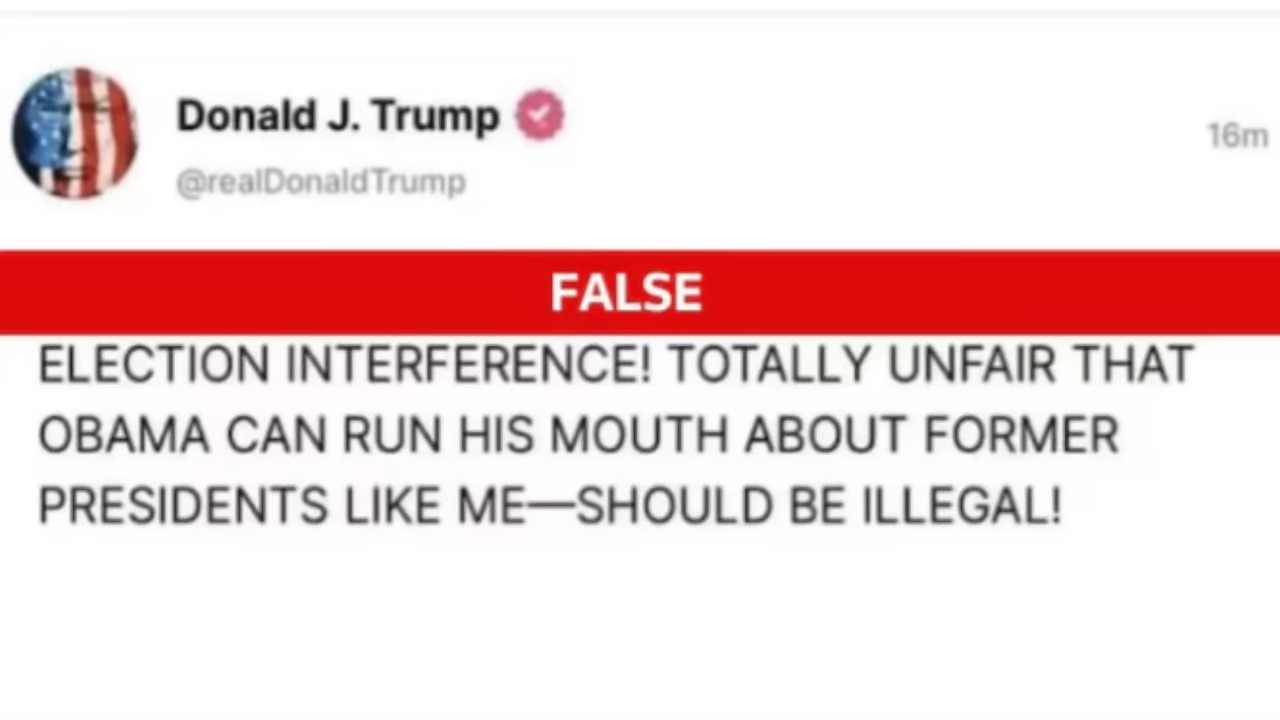 Donald J. Trump
16m
@realDonaldTrump
FALSE
ELECTION INTERFERENCE! TOTALLY UNFAIR THAT
OBAMA CAN RUN HIS MOUTH ABOUT FORMER
PRESIDENTS LIKE ME—SHOULD BE ILLEGAL!